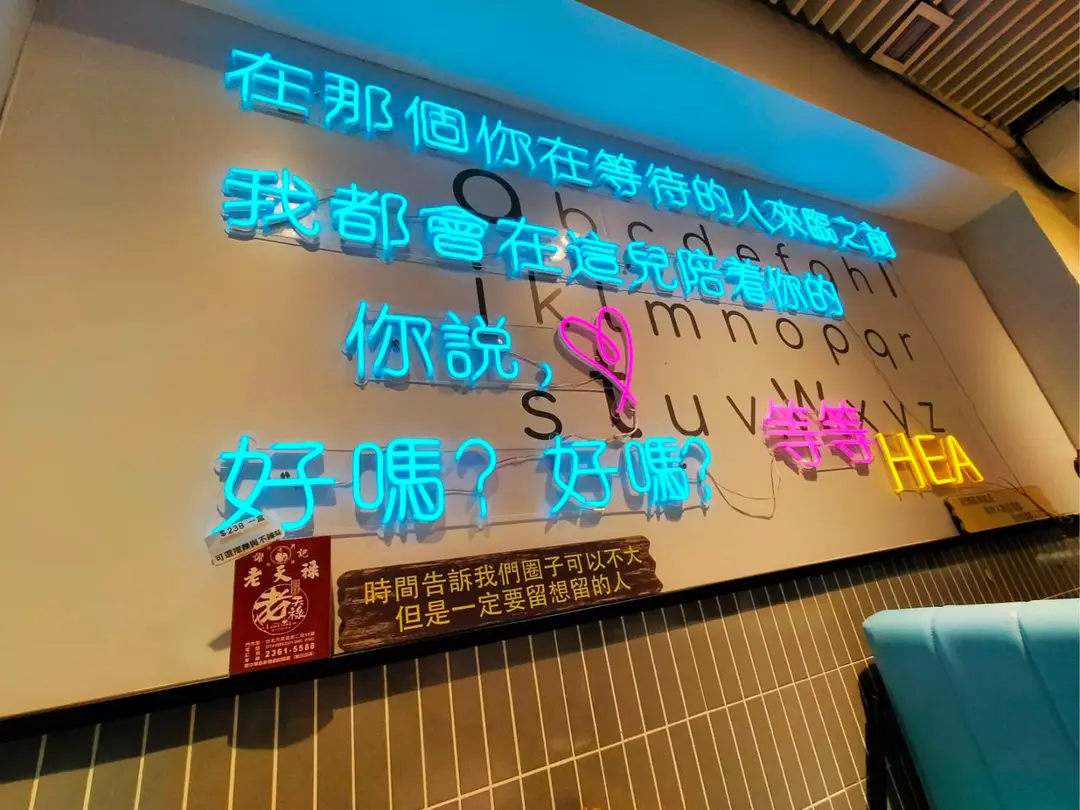 在那個你在等待的人來臨之前
我都會在這兒陪着你的
你說,
好嗎? 好嗎?
等等 HEA
a b c d e f g h i
j k l m n o p q r
s t u v w x y z
$238 一盒
老天祿
2361-5588
時間告訴我們圈子可以不大
但是一定要留想留的人